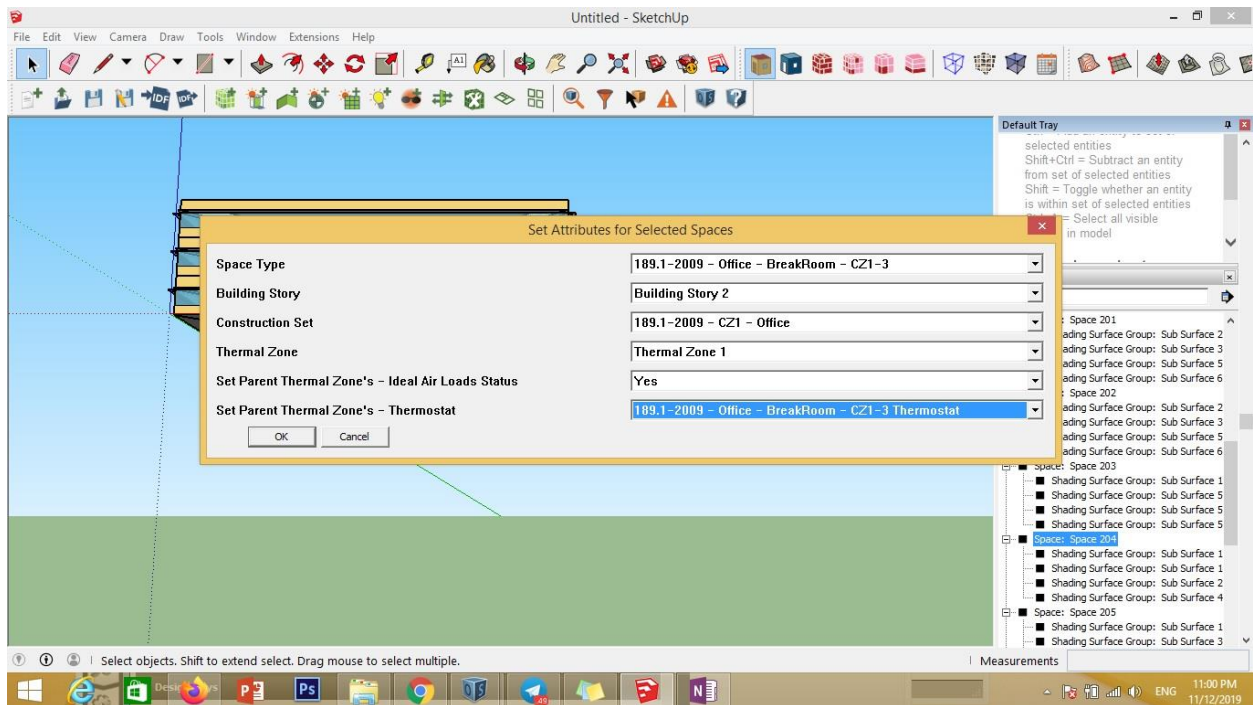 Untitled - SketchUp
File Edit View Camera Draw Tools Window Extensions Help
A1
IDF IDF+
Default Tray
selected entities
Shift+Ctrl = Subtract an entity
from set of selected entities
Shift = Toggle whether an entity
is within set of selected entities
= Select all visible
in model
Set Attributes for Selected Spaces
Space Type 189.1-2009 - Office - BreakRoom - CZ1-3
Building Story Building Story 2
Construction Set 189.1-2009 - CZ1 - Office
Thermal Zone Thermal Zone 1
Set Parent Thermal Zone's - Ideal Air Loads Status Yes
Set Parent Thermal Zone's - Thermostat 189.1-2009 - Office - BreakRoom - CZ1-3 Thermostat
OK Cancel
: Space 201
ading Surface Group: Sub Surface 2
ading Surface Group: Sub Surface 3
ading Surface Group: Sub Surface 5
ading Surface Group: Sub Surface 6
: Space 202
ading Surface Group: Sub Surface 2
ading Surface Group: Sub Surface 3
ading Surface Group: Sub Surface 5
ading Surface Group: Sub Surface 6
Space: Space 203
Shading Surface Group: Sub Surface 1
Shading Surface Group: Sub Surface 5
Shading Surface Group: Sub Surface 5
Shading Surface Group: Sub Surface 5
Space: Space 204
Shading Surface Group: Sub Surface 1
Shading Surface Group: Sub Surface 1
Shading Surface Group: Sub Surface 2
Shading Surface Group: Sub Surface 4
Space: Space 205
Shading Surface Group: Sub Surface 1
Shading Surface Group: Sub Surface 3
Select objects. Shift to extend select. Drag mouse to select multiple.
Measurements
Ps
ENG
11:00 PM
11/12/2019